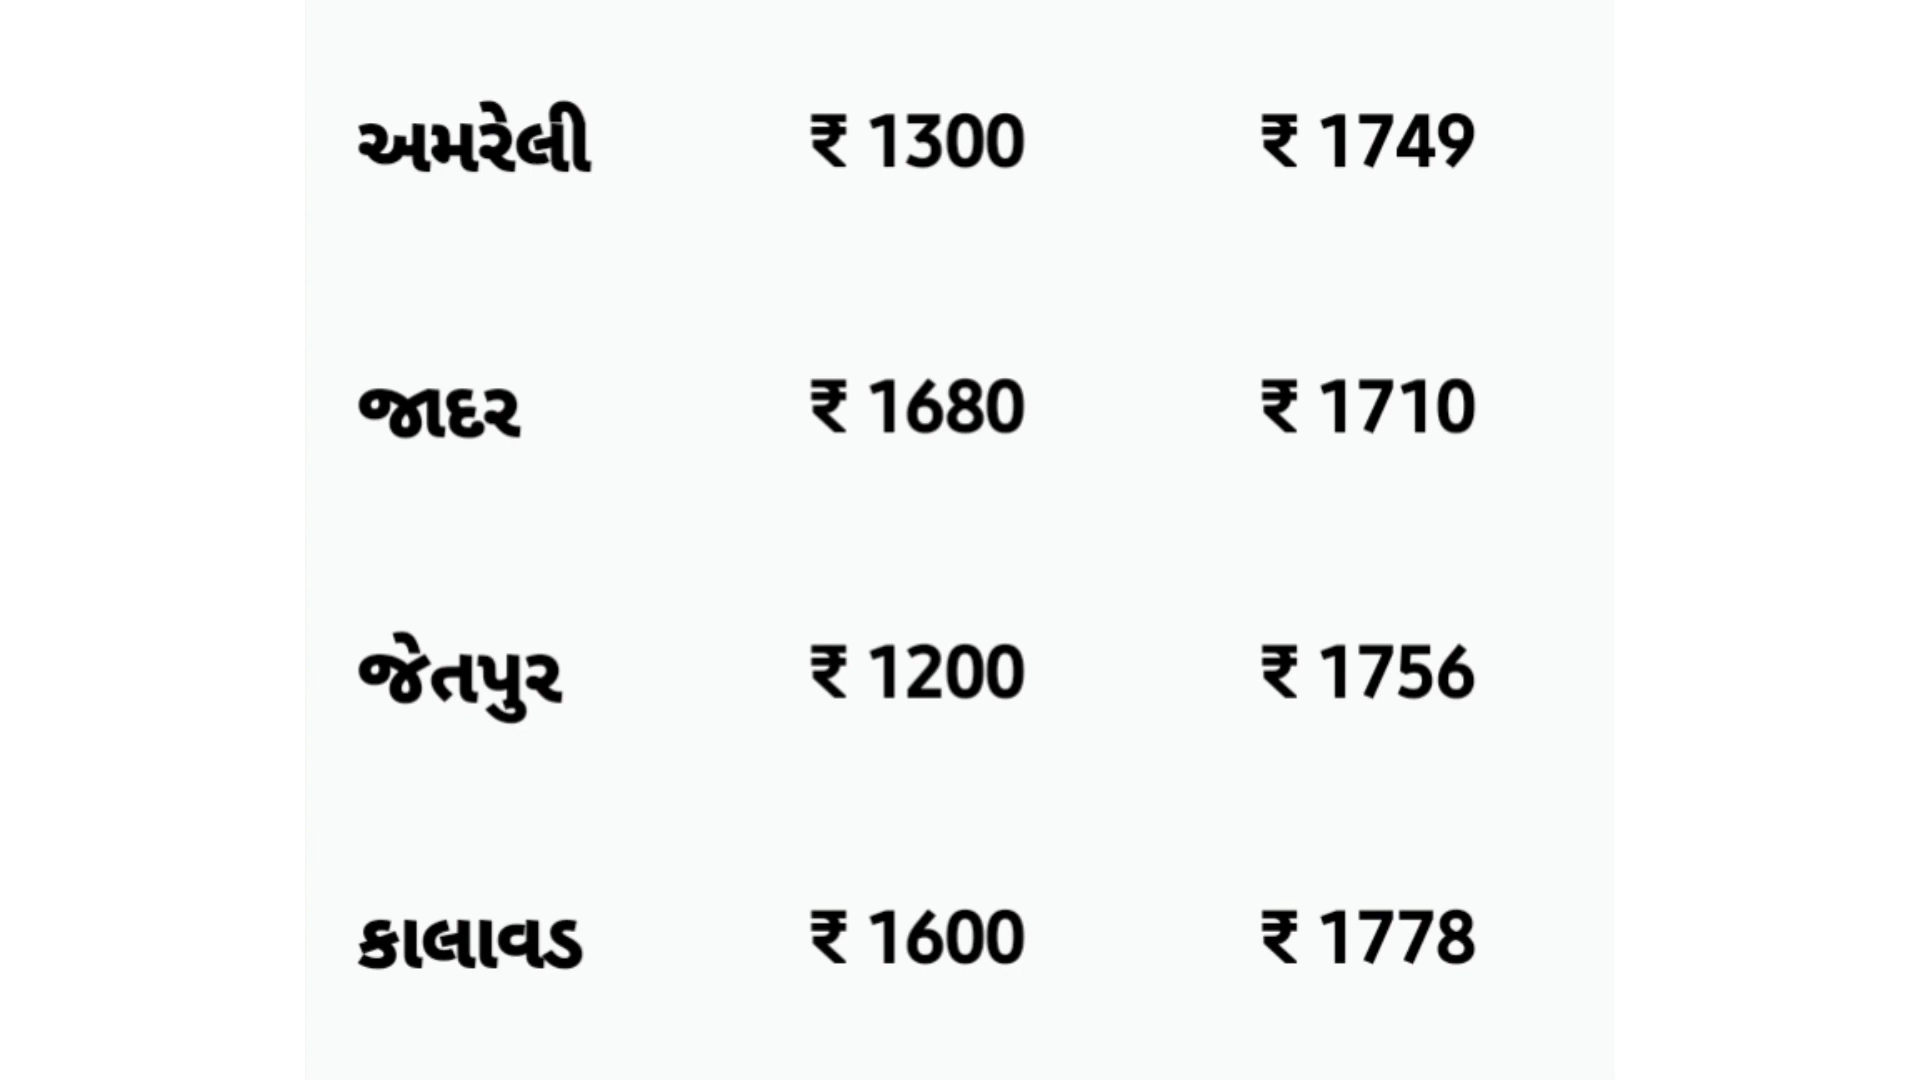 અમરેલી ₹ 1300 ₹ 1749
જાદર ₹ 1680 ₹ 1710
જેતપુર ₹ 1200 ₹ 1756
કાલાવડ ₹ 1600 ₹ 1778